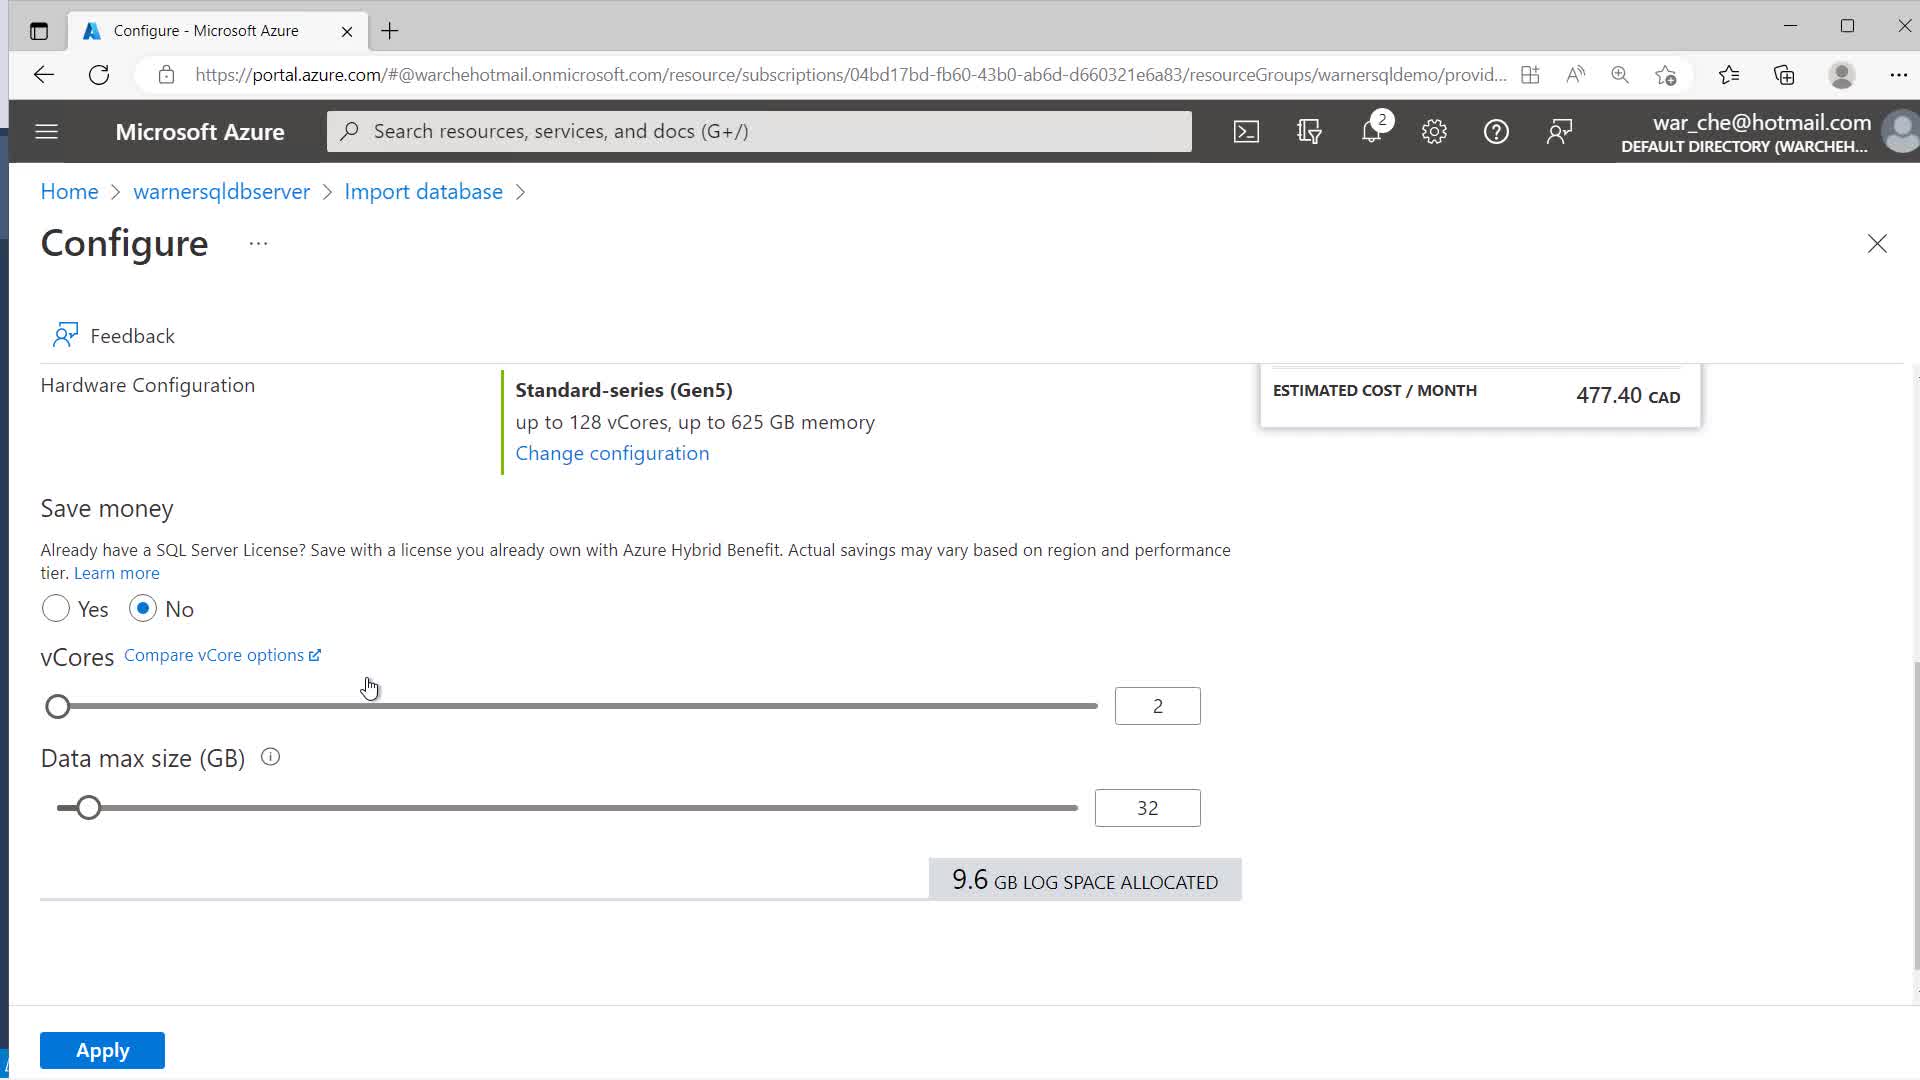 Configure - Microsoft Azure
https://portal.azure.com/#@warchehotmail.onmicrosoft.com/resource/subscriptions/04bd17bd-fb60-43b0-ab6d-d660321e6a83/resourceGroups/warnersqldemo/provid...
Microsoft Azure
Search resources, services, and docs (G+/)
2
war_che@hotmail.com
DEFAULT DIRECTORY (WARCHEH...
Home > warnersqldbserver > Import database >
Configure ...
Feedback
Hardware Configuration
Standard-series (Gen5)
up to 128 vCores, up to 625 GB memory
Change configuration
ESTIMATED COST / MONTH 477.40 CAD
Save money
Already have a SQL Server License? Save with a license you already own with Azure Hybrid Benefit. Actual savings may vary based on region and performance
tier. Learn more
Yes No
vCores Compare vCore options
2
Data max size (GB)
32
9.6 GB LOG SPACE ALLOCATED
Apply